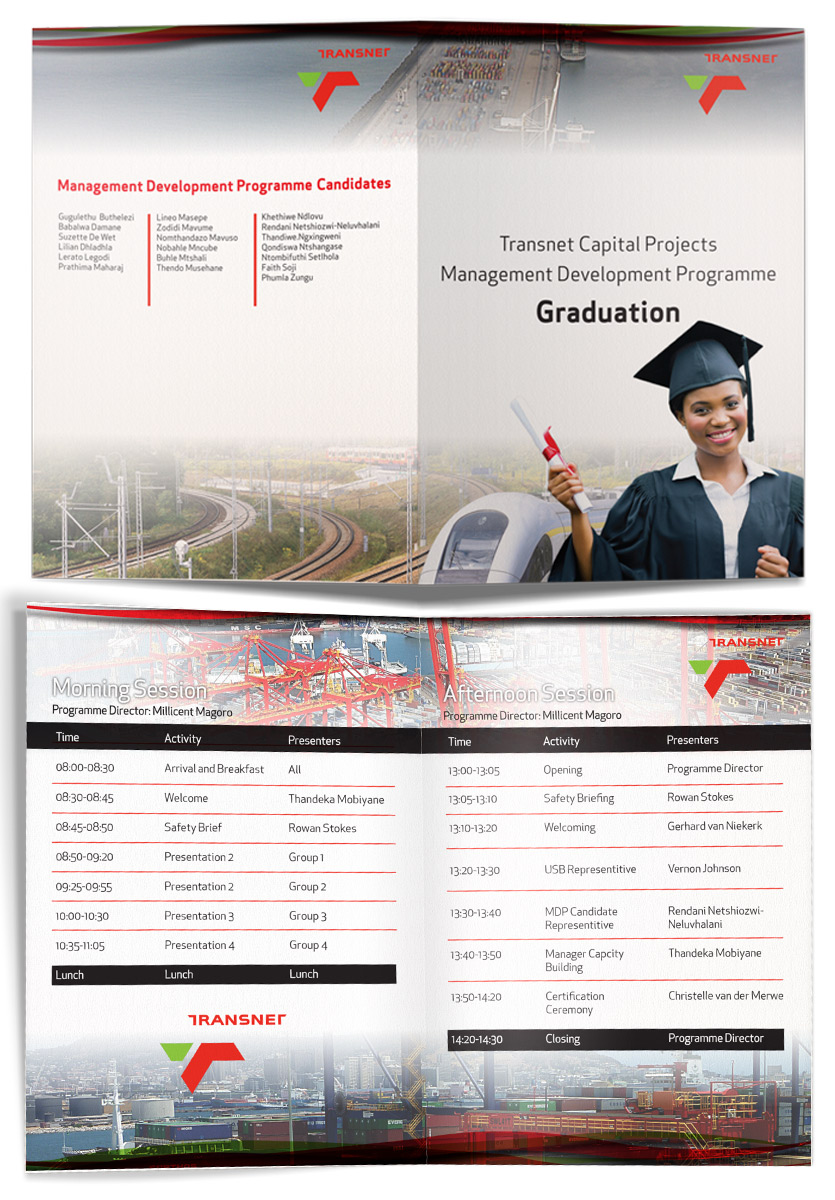 TRANSNET
Management Development Programme Candidates
Gugulethu Buthelezi
Babalwa Damane
Suzette De Wet
Lilian Dhladhla
Lerato Legodi
Prathima Maharaj
Lineo Masepe
Zodidi Mavume
Nomthandazo Mavuso
Nobahle Mncube
Buhle Mtshali
Thendo Musehane
Khethiwe Ndlovu
Rendani Netshiozwi-Neluvhalani
Thandiwe.Ngxingweni
Qondiswa Ntshangase
Ntombifuthi Setlhola
Faith Soji
Phumla Zungu
TRANSNET
Transnet Capital Projects
Management Development Programme
Graduation
MSC
Morning Session
Programme Director: Millicent Magoro
Time Activity Presenters
08:00-08:30 Arrival and Breakfast All
08:30-08:45 Welcome Thandeka Mobiyane
08:45-08:50 Safety Brief Rowan Stokes
08:50-09:20 Presentation 2 Group 1
09:25-09:55 Presentation 2 Group 2
10:00-10:30 Presentation 3 Group 3
10:35-11:05 Presentation 4 Group 4
Lunch Lunch Lunch
TRANSNET
TRANSNET
Afternoon Session
Programme Director: Millicent Magoro
Time Activity Presenters
13:00-13:05 Opening Programme Director
13:05-13:10 Safety Briefing Rowan Stokes
13:10-13:20 Welcoming Gerhard van Niekerk
13:20-13:30 USB Representitive Vernon Johnson
13:30-13:40 MDP Candidate Rendani Netshiozwi-
Representitive Neluvhalani
13:40-13:50 Manager Capcity Thandeka Mobiyane
Building
13:50-14:20 Certification Christelle van der Merwe
Ceremony
14:20-14:30 Closing Programme Director